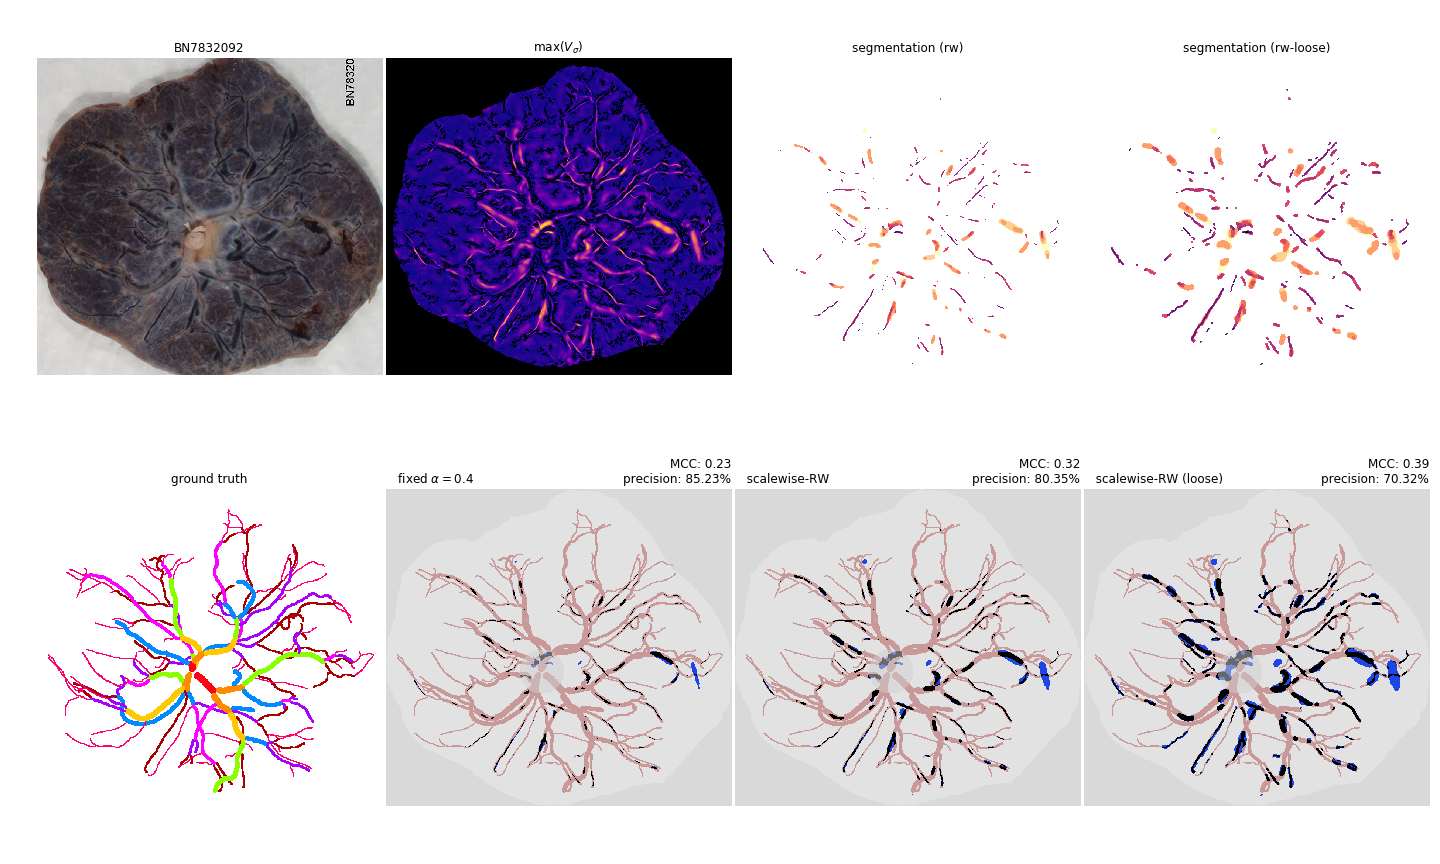 BN7832092
max(Vσ)
segmentation (rw)
segmentation (rw-loose)
BN78320
ground truth
fixed α = 0.4
MCC: 0.23
precision: 85.23%
scalewise-RW
MCC: 0.32
precision: 80.35%
scalewise-RW (loose)
MCC: 0.39
precision: 70.32%